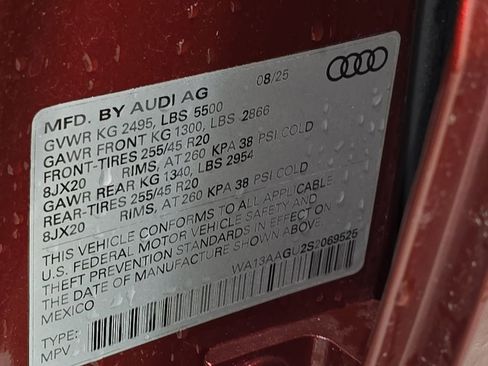 MFD. BY AUDI AG 08/25
GVWR KG 2495, LBS 5500
GAWR FRONT KG 1300, LBS 2866
FRONT-TIRES 255/45 R20
8JX20 RIMS, AT 260 KPA 38 PSI COLD
GAWR REAR KG 1340, LBS 2954
REAR-TIRES 255/45 R20
8JX20 RIMS, AT 260 KPA 38 PSI COLD
THIS VEHICLE CONFORMS TO ALL APPLICABLE
U.S. FEDERAL MOTOR VEHICLE SAFETY AND
THEFT PREVENTION STANDARDS IN EFFECT ON
THE DATE OF MANUFACTURE SHOWN ABOVE.
MEXICO WA13AAGU2S2069525
TYPE:
MPV